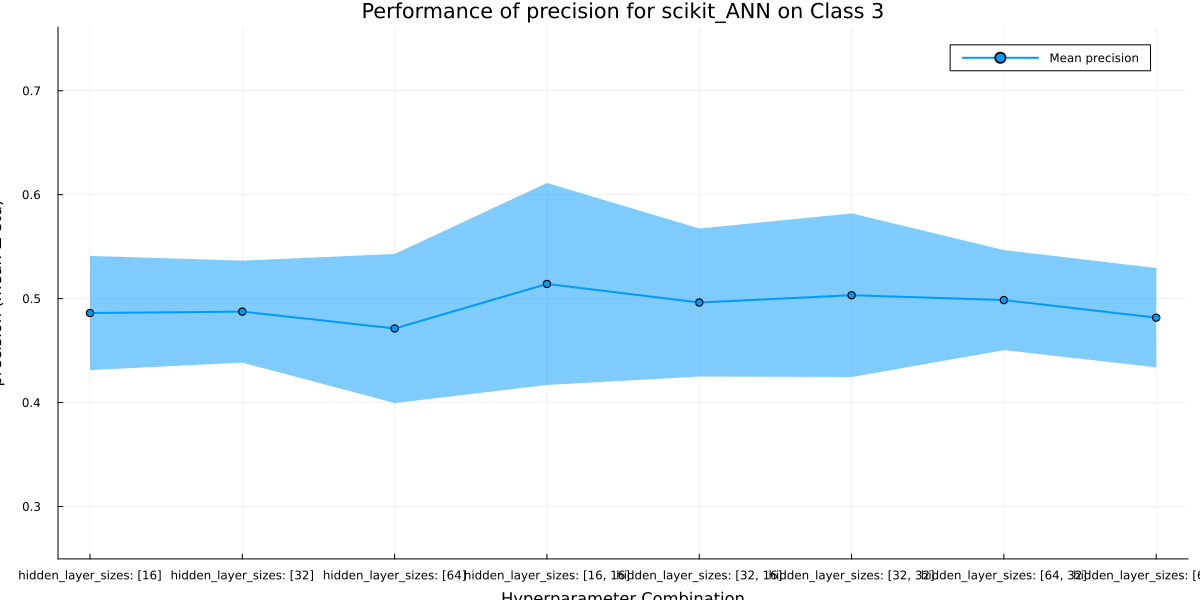 Performance of precision for scikit_ANN on Class 3
Mean precision
0.7
0.6
0.5
0.4
0.3
hidden_layer_sizes: [16]
hidden_layer_sizes: [32]
hidden_layer_sizes: [64]
hidden_layer_sizes: [16, 16]
hidden_layer_sizes: [32, 16]
hidden_layer_sizes: [32, 32]
hidden_layer_sizes: [64, 32]
hidden_layer_sizes:
Hyperparameter Combination